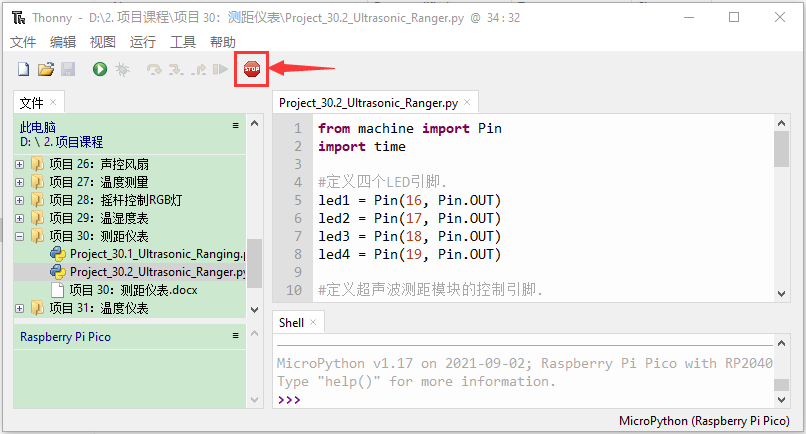 Thonny - D:\2. 项目课程\项目 30：测距仪表\Project_30.2_Ultrasonic_Ranger.py @ 34 : 32
文件 编辑 视图 运行 工具 帮助
STOP
文件 ×
此电脑
D: \ 2. 项目课程
项目 26：声控风扇
项目 27：温度测量
项目 28：摇杆控制RGB灯
项目 29：温湿度表
项目 30：测距仪表
Project_30.1_Ultrasonic_Ranging.p
Project_30.2_Ultrasonic_Ranger.py
项目 30：测距仪表.docx
项目 31：温度仪表
Raspberry Pi Pico
Project_30.2_Ultrasonic_Ranger.py ×
1 from machine import Pin
2 import time
3
4 #定义四个LED引脚.
5 led1 = Pin(16, Pin.OUT)
6 led2 = Pin(17, Pin.OUT)
7 led3 = Pin(18, Pin.OUT)
8 led4 = Pin(19, Pin.OUT)
9
10 #定义超声波测距模块的控制引脚.
Shell ×
MicroPython v1.17 on 2021-09-02; Raspberry Pi Pico with RP2040
Type "help()" for more information.
>>>
MicroPython (Raspberry Pi Pico)